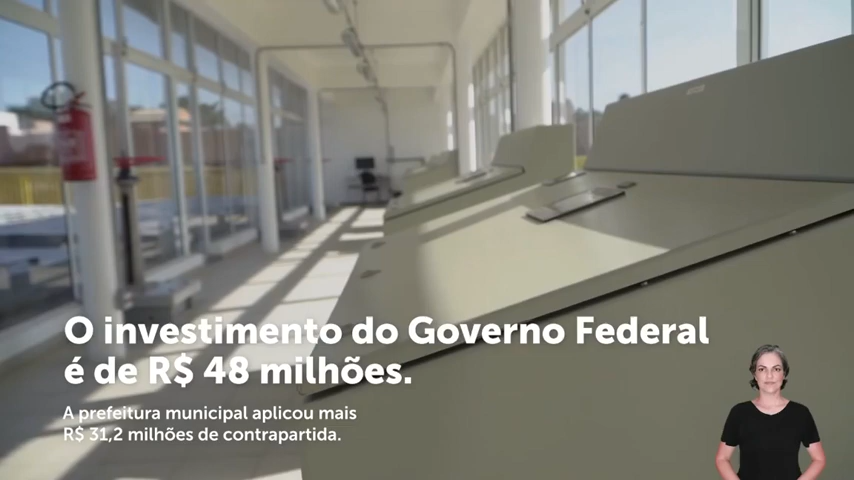 O investimento do Governo Federal
é de R$ 48 milhões.
A prefeitura municipal aplicou mais
R$ 31,2 milhões de contrapartida.